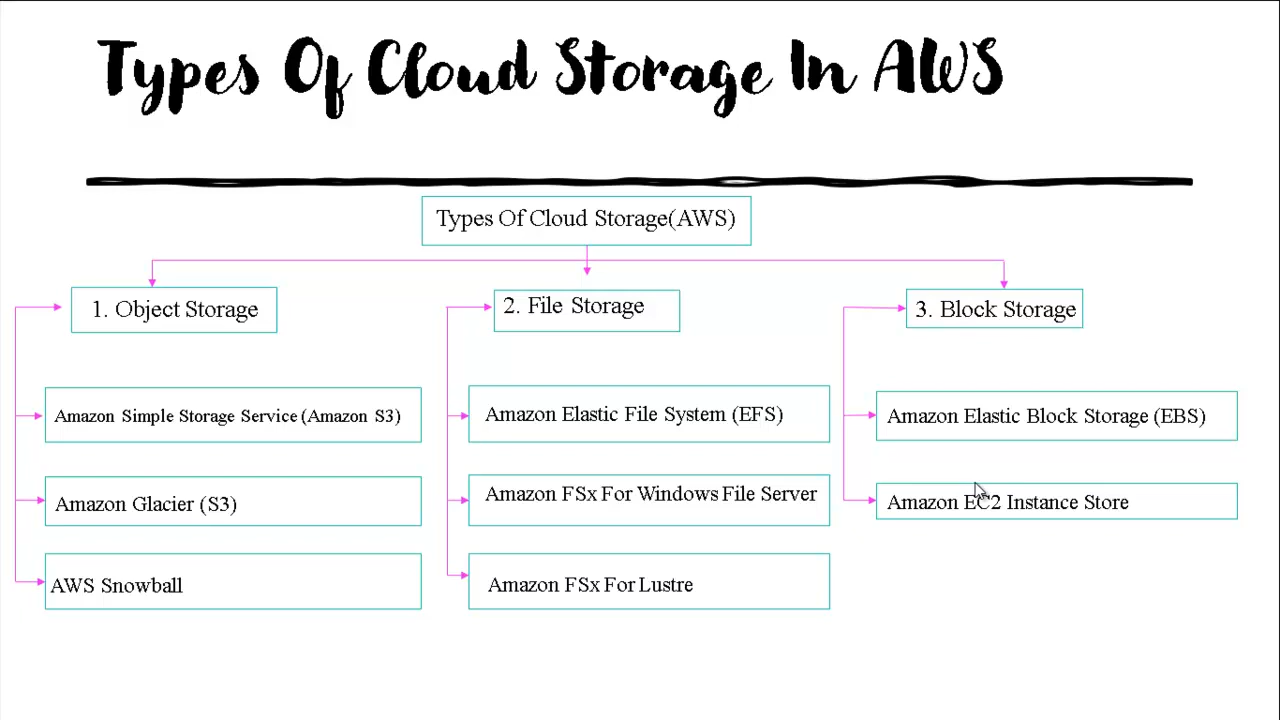 Types Of Cloud Storage In AWS
Types Of Cloud Storage(AWS)
1. Object Storage
Amazon Simple Storage Service (Amazon S3)
Amazon Glacier (S3)
AWS Snowball
2. File Storage
Amazon Elastic File System (EFS)
Amazon FSx For Windows File Server
Amazon FSx For Lustre
3. Block Storage
Amazon Elastic Block Storage (EBS)
Amazon EC2 Instance Store